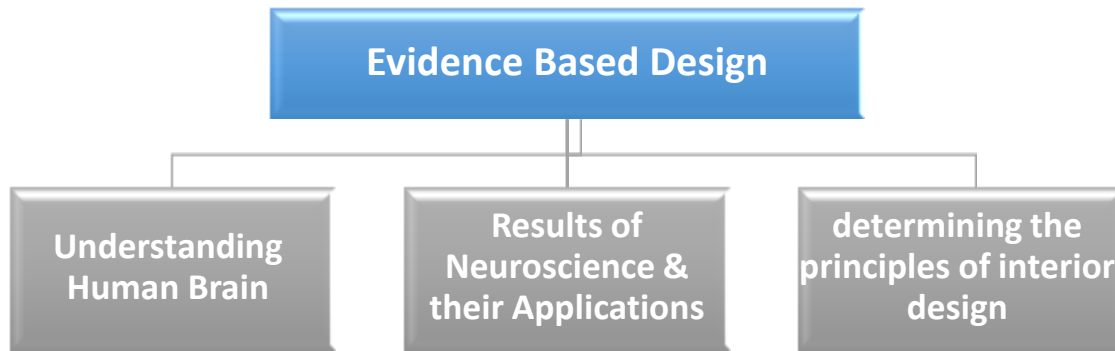 Evidence Based Design
Understanding
Human Brain
Results of
Neuroscience &
their Applications
determining the
principles of interior
design